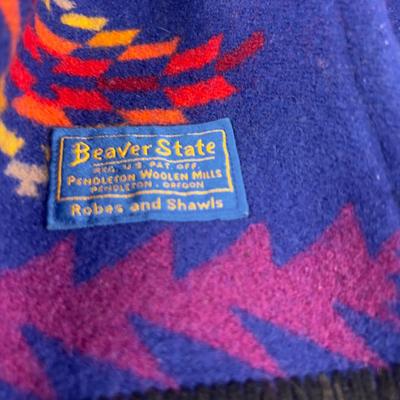 Beaver State
REG. U.S. PAT. OFF.
PENDLETON WOOLEN MILLS
PENDLETON · OREGON
Robes and Shawls